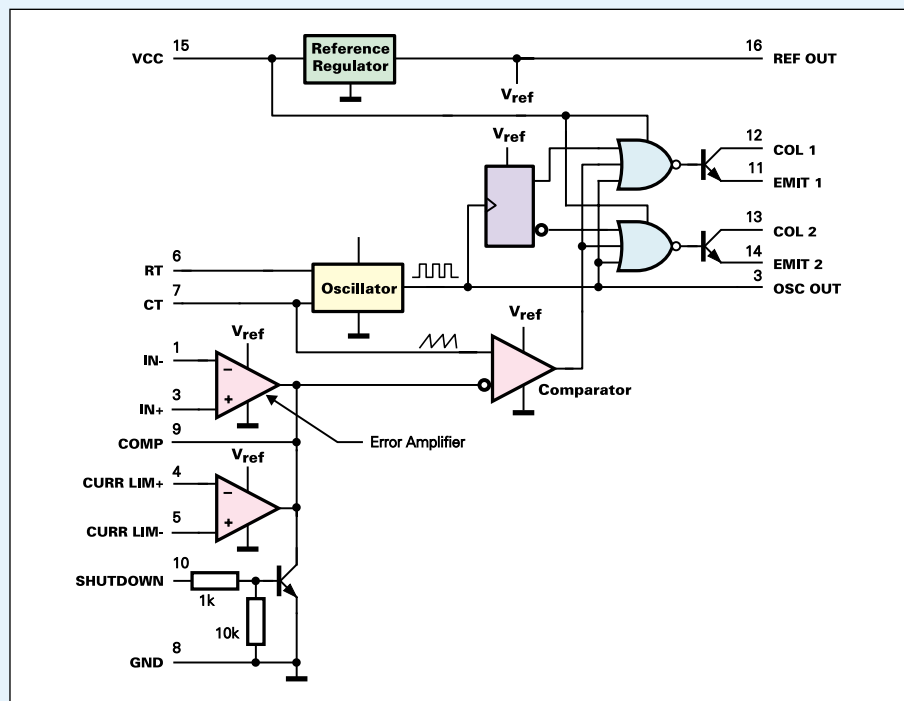 15
VCC
Reference
Regulator
16
REF OUT
Vref
Vref
12
COL 1
11
EMIT 1
13
COL 2
14
EMIT 2
3
OSC OUT
6
RT
7
CT
Oscillator
Vref
Vref
1
IN-
−
+
3
IN+
Comparator
9
COMP
Error Amplifier
Vref
4
CURR LIM+
−
+
5
CURR LIM-
10
SHUTDOWN
1k
10k
8
GND